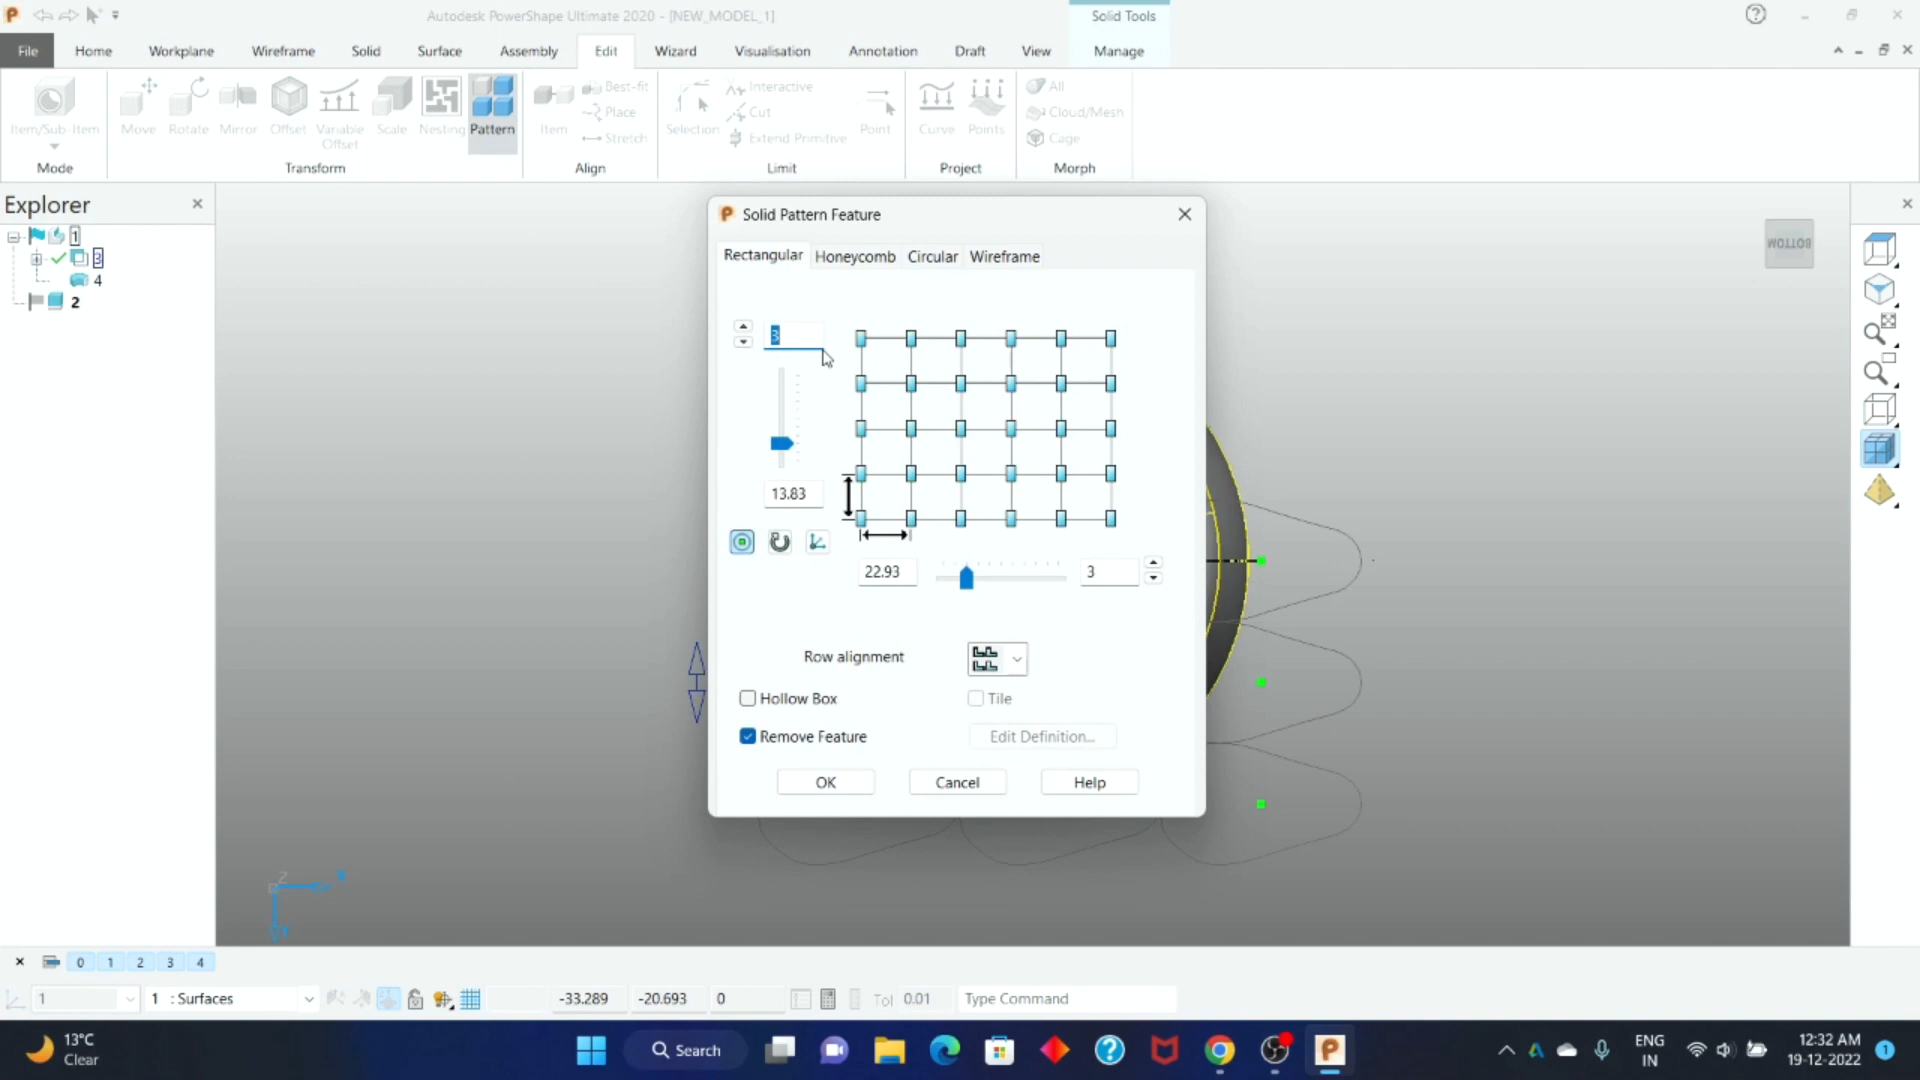 Autodesk PowerShape Ultimate 2020 - [NEW_MODEL_1]
Solid Tools
File Home Workplane Wireframe Solid Surface Assembly Edit Wizard Visualisation Annotation Draft View Manage
Item/Sub-Item
Mode
Move Rotate Mirror Offset Variable Offset Scale Nesting Pattern
Transform
Item Best-fit
Place
Stretch
Align
Selection Interactive
Cut
Extend Primitive
Point
Limit
Curve Points
Project
All
Cloud/Mesh
Cage
Morph
Explorer
1
3
4
2
Solid Pattern Feature
Rectangular Honeycomb Circular Wireframe
3
13.83
22.93
3
Row alignment
Hollow Box
Tile
Remove Feature
Edit Definition...
OK Cancel Help
BOTTOM
Z
0 1 2 3 4
1
1 : Surfaces
-33.289 -20.693 0
Tol 0.01
Type Command
13°C
Clear
Search
ENG
IN
12:32 AM
19-12-2022
1